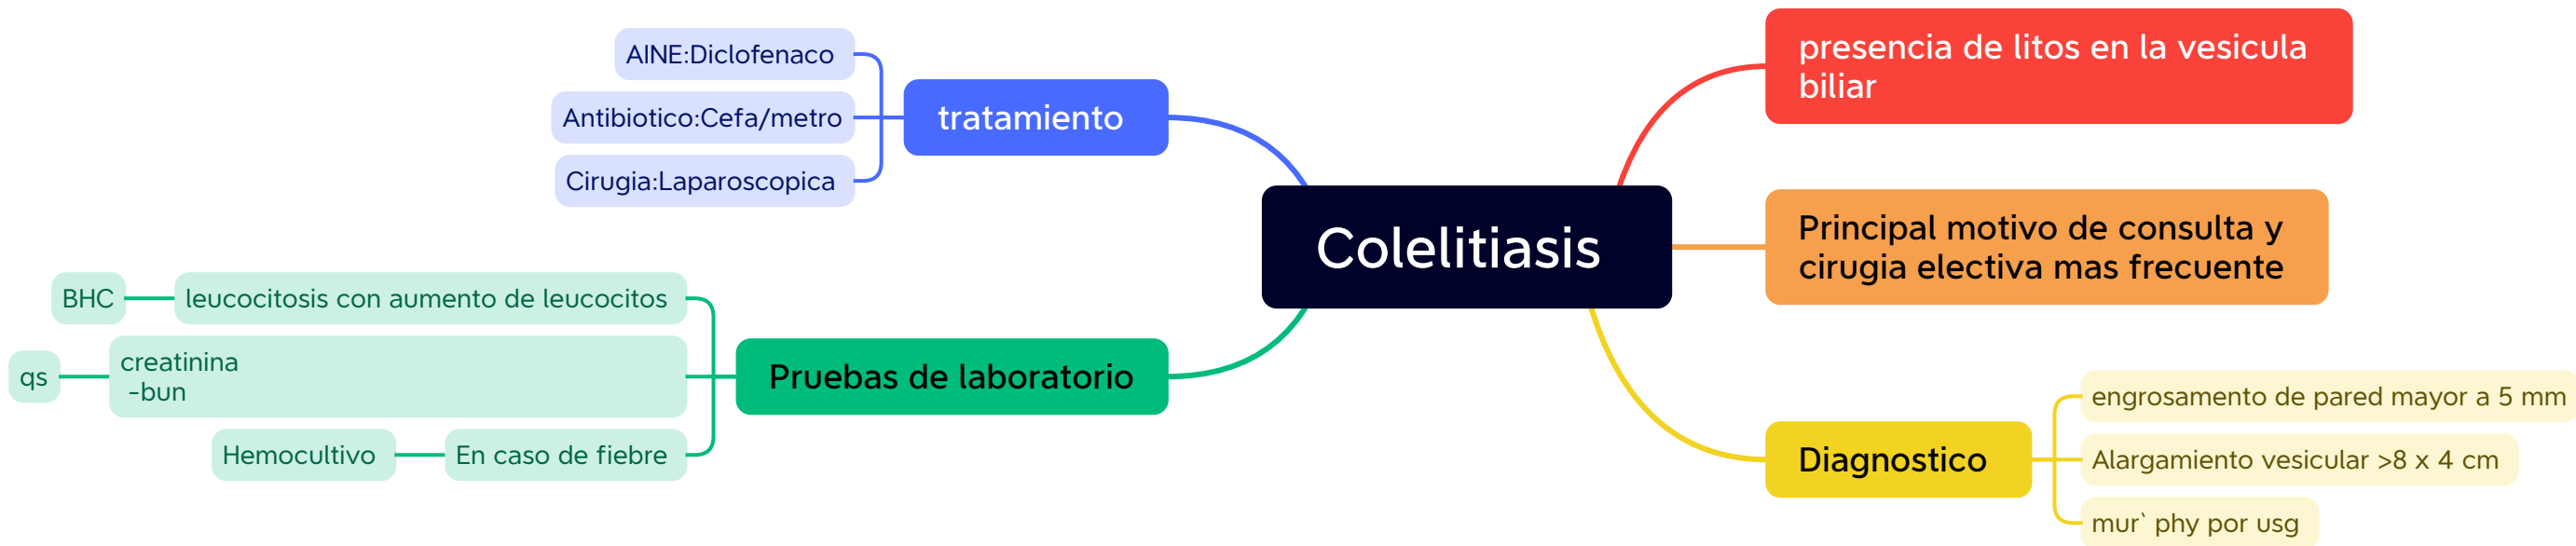 Colelitiasis
presencia de litos en la vesicula
biliar
Principal motivo de consulta y
cirugia electiva mas frecuente
Diagnostico
engrosamento de pared mayor a 5 mm
Alargamiento vesicular >8 x 4 cm
mur` phy por usg
tratamiento
AINE:Diclofenaco
Antibiotico:Cefa/metro
Cirugia:Laparoscopica
Pruebas de laboratorio
leucocitosis con aumento de leucocitos
BHC
creatinina
-bun
qs
En caso de fiebre
Hemocultivo